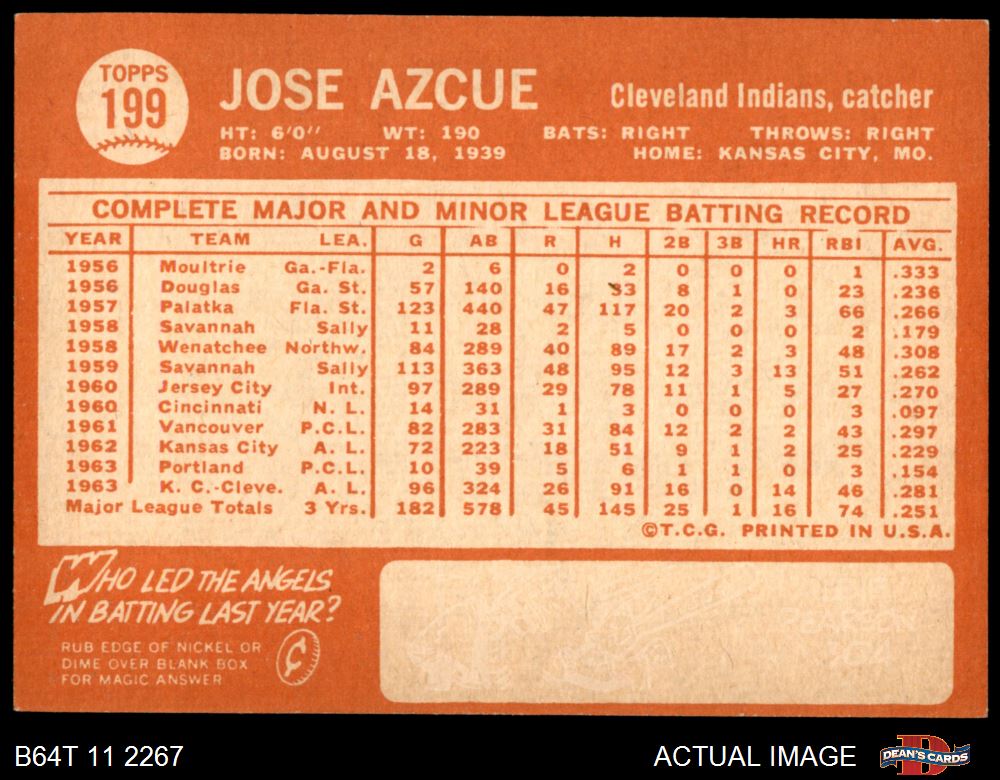 TOPPS
199
JOSE AZCUE
Cleveland Indians, catcher
HT: 6'0" WT: 190 BATS: RIGHT THROWS: RIGHT
BORN: AUGUST 18, 1939 HOME: KANSAS CITY, MO.
COMPLETE MAJOR AND MINOR LEAGUE BATTING RECORD
YEAR TEAM LEA. G AB R H 2B 3B HR RBI AVG.
1956 Moultrie Ga.-Fla. 2 6 0 2 0 0 0 1 .333
1956 Douglas Ga. St. 57 140 16 33 8 1 0 23 .236
1957 Palatka Fla. St. 123 440 47 117 20 2 3 66 .266
1958 Savannah Sally 11 28 2 5 0 0 0 2 .179
1958 Wenatchee Northw. 84 289 40 89 17 2 3 48 .308
1959 Savannah Sally 113 363 48 95 12 3 13 51 .262
1960 Jersey City Int. 97 289 29 78 11 1 5 27 .270
1960 Cincinnati N. L. 14 31 1 3 0 0 0 3 .097
1961 Vancouver P.C.L. 82 283 31 84 12 2 2 43 .297
1962 Kansas City A. L. 72 223 18 51 9 1 2 25 .229
1963 Portland P.C.L. 10 39 5 6 1 1 0 3 .154
1963 K. C.-Cleve. A. L. 96 324 26 91 16 0 14 46 .281
Major League Totals 3 Yrs. 182 578 45 145 25 1 16 74 .251
©T.C.G. PRINTED IN U.S.A.
WHO LED THE ANGELS
IN BATTING LAST YEAR?
RUB EDGE OF NICKEL OR
DIME OVER BLANK BOX
FOR MAGIC ANSWER
PEARSON
.304
B64T 11 2267
ACTUAL IMAGE
DEAN'S CARDS